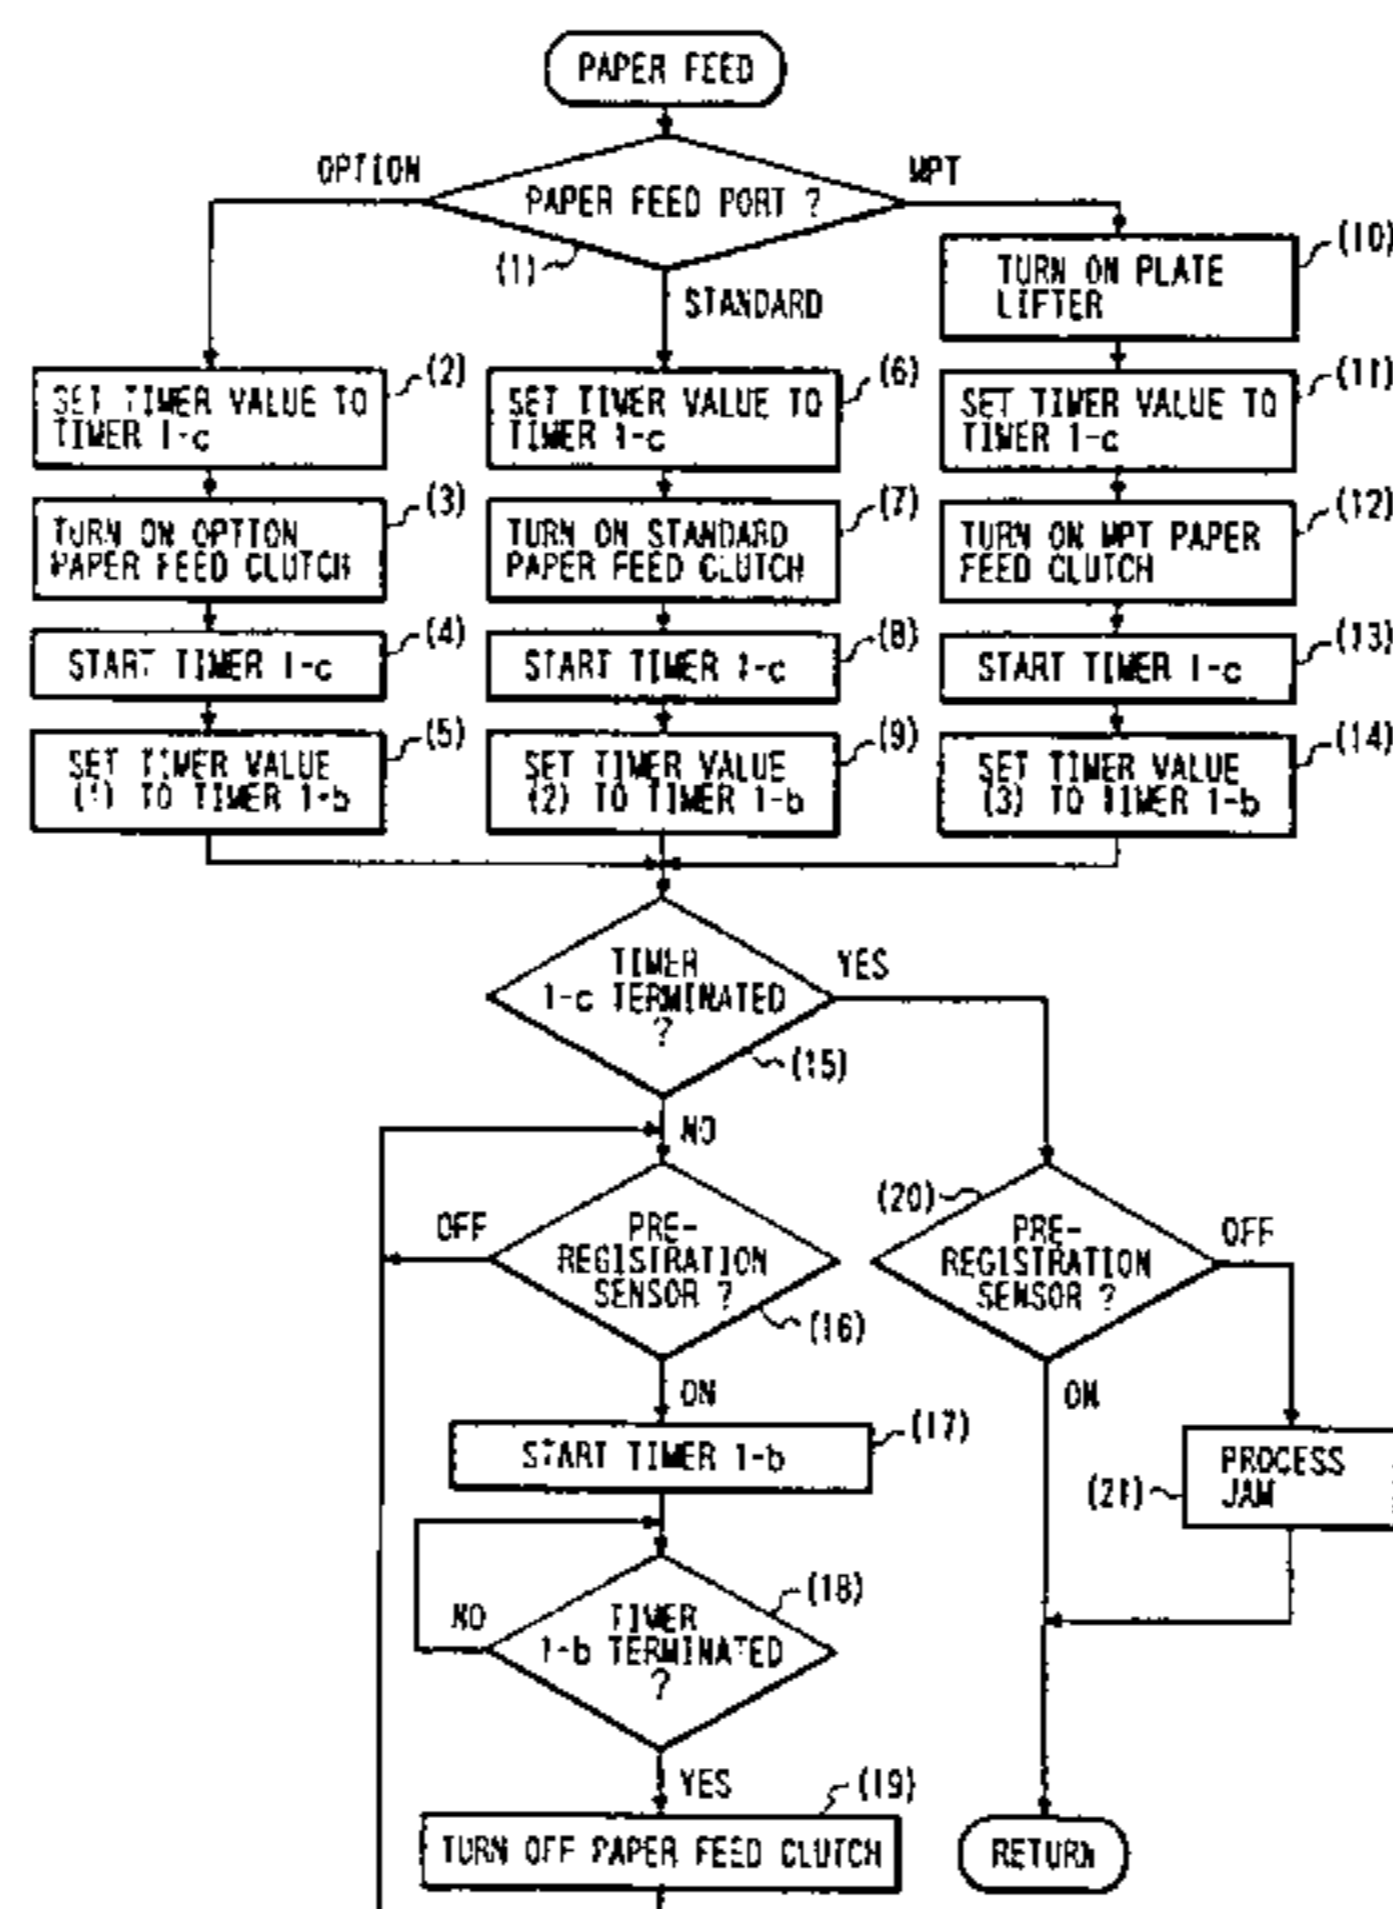 PAPER FEED
OPTION
MPT
PAPER FEED PORT ?
(1)
STANDARD
(10)
TURN ON PLATE
LIFTER
(2)
SET TIMER VALUE TO
TIMER 1-c
(6)
SET TIMER VALUE TO
TIMER 1-c
(11)
SET TIMER VALUE TO
TIMER 1-c
(3)
TURN ON OPTION
PAPER FEED CLUTCH
(7)
TURN ON STANDARD
PAPER FEED CLUTCH
(12)
TURN ON MPT PAPER
FEED CLUTCH
(4)
START TIMER 1-c
(8)
START TIMER 1-c
(13)
START TIMER 1-c
(5)
SET TIMER VALUE
(1) TO TIMER 1-b
(9)
SET TIMER VALUE
(2) TO TIMER 1-b
(14)
SET TIMER VALUE
(3) TO TIMER 1-b
TIMER
1-c TERMINATED
?
YES
(15)
NO
OFF
PRE-
REGISTRATION
SENSOR ?
(16)
(20)
PRE-
REGISTRATION
SENSOR ?
OFF
ON
ON
(17)
START TIMER 1-b
PROCESS
JAM
(21)
NO
TIMER
1-b TERMINATED
?
(18)
YES
(19)
TURN OFF PAPER FEED CLUTCH
RETURN